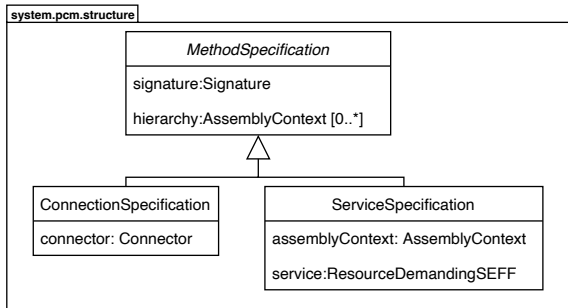 system.pcm.structure
MethodSpecification
signature:Signature
hierarchy:AssemblyContext [0..*]
ConnectionSpecification
connector: Connector
ServiceSpecification
assemblyContext: AssemblyContext
service:ResourceDemandingSEFF